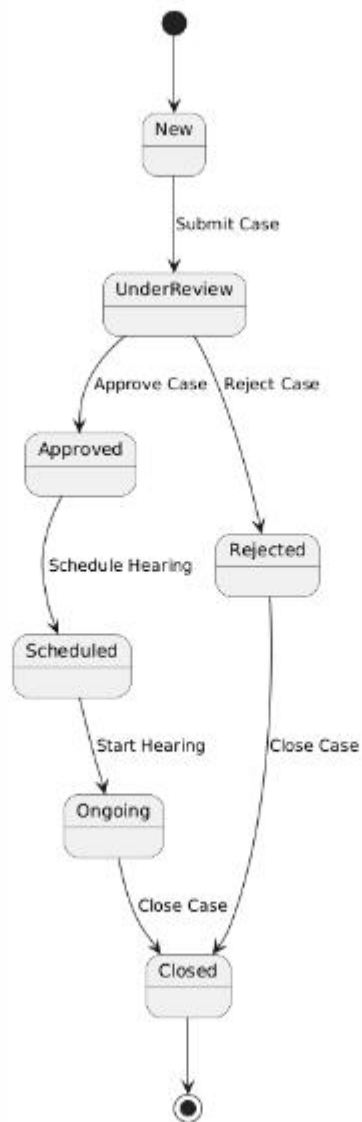 New
Submit Case
UnderReview
Approve Case
Reject Case
Approved
Rejected
Schedule Hearing
Scheduled
Start Hearing
Close Case
Ongoing
Close Case
Closed